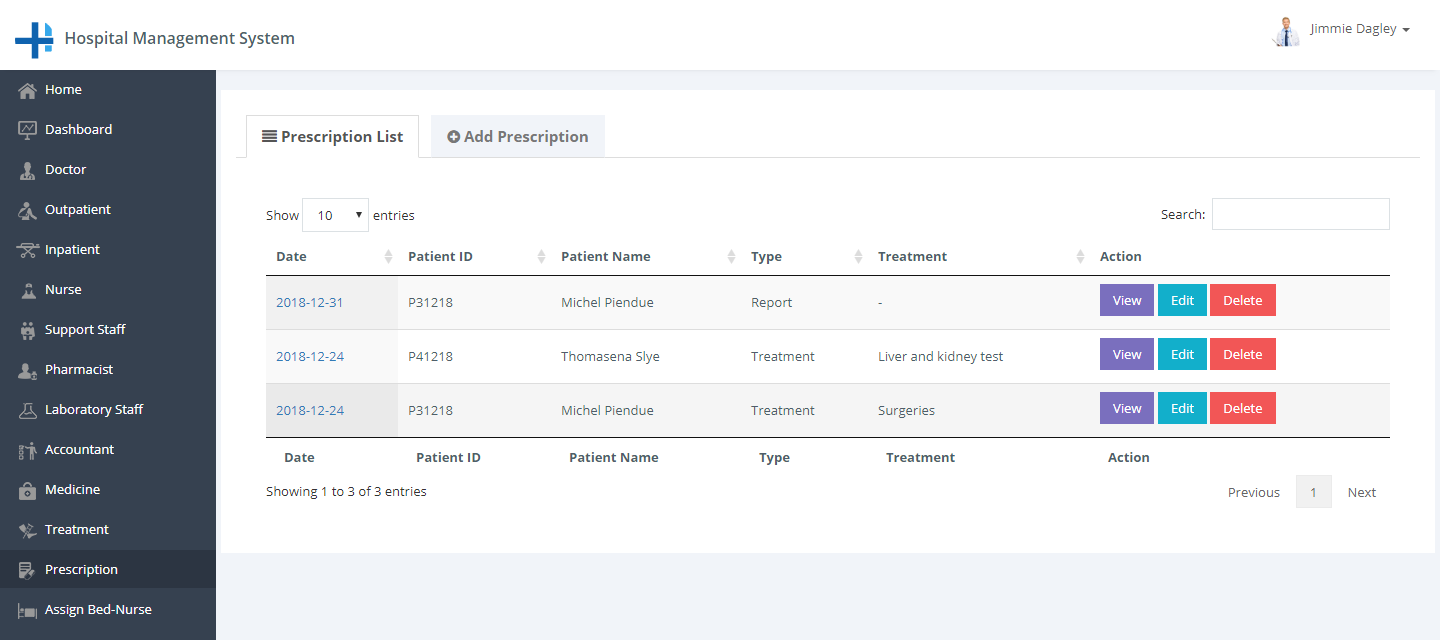 Hospital Management System
Jimmie Dagley
Home
Dashboard
Doctor
Outpatient
Inpatient
Nurse
Support Staff
Pharmacist
Laboratory Staff
Accountant
Medicine
Treatment
Prescription
Assign Bed-Nurse
Prescription List Add Prescription
Show 10 entries Search:
Date Patient ID Patient Name Type Treatment Action
2018-12-31 P31218 Michel Piendue Report - View Edit Delete
2018-12-24 P41218 Thomasena Slye Treatment Liver and kidney test View Edit Delete
2018-12-24 P31218 Michel Piendue Treatment Surgeries View Edit Delete
Date Patient ID Patient Name Type Treatment Action
Showing 1 to 3 of 3 entries Previous 1 Next